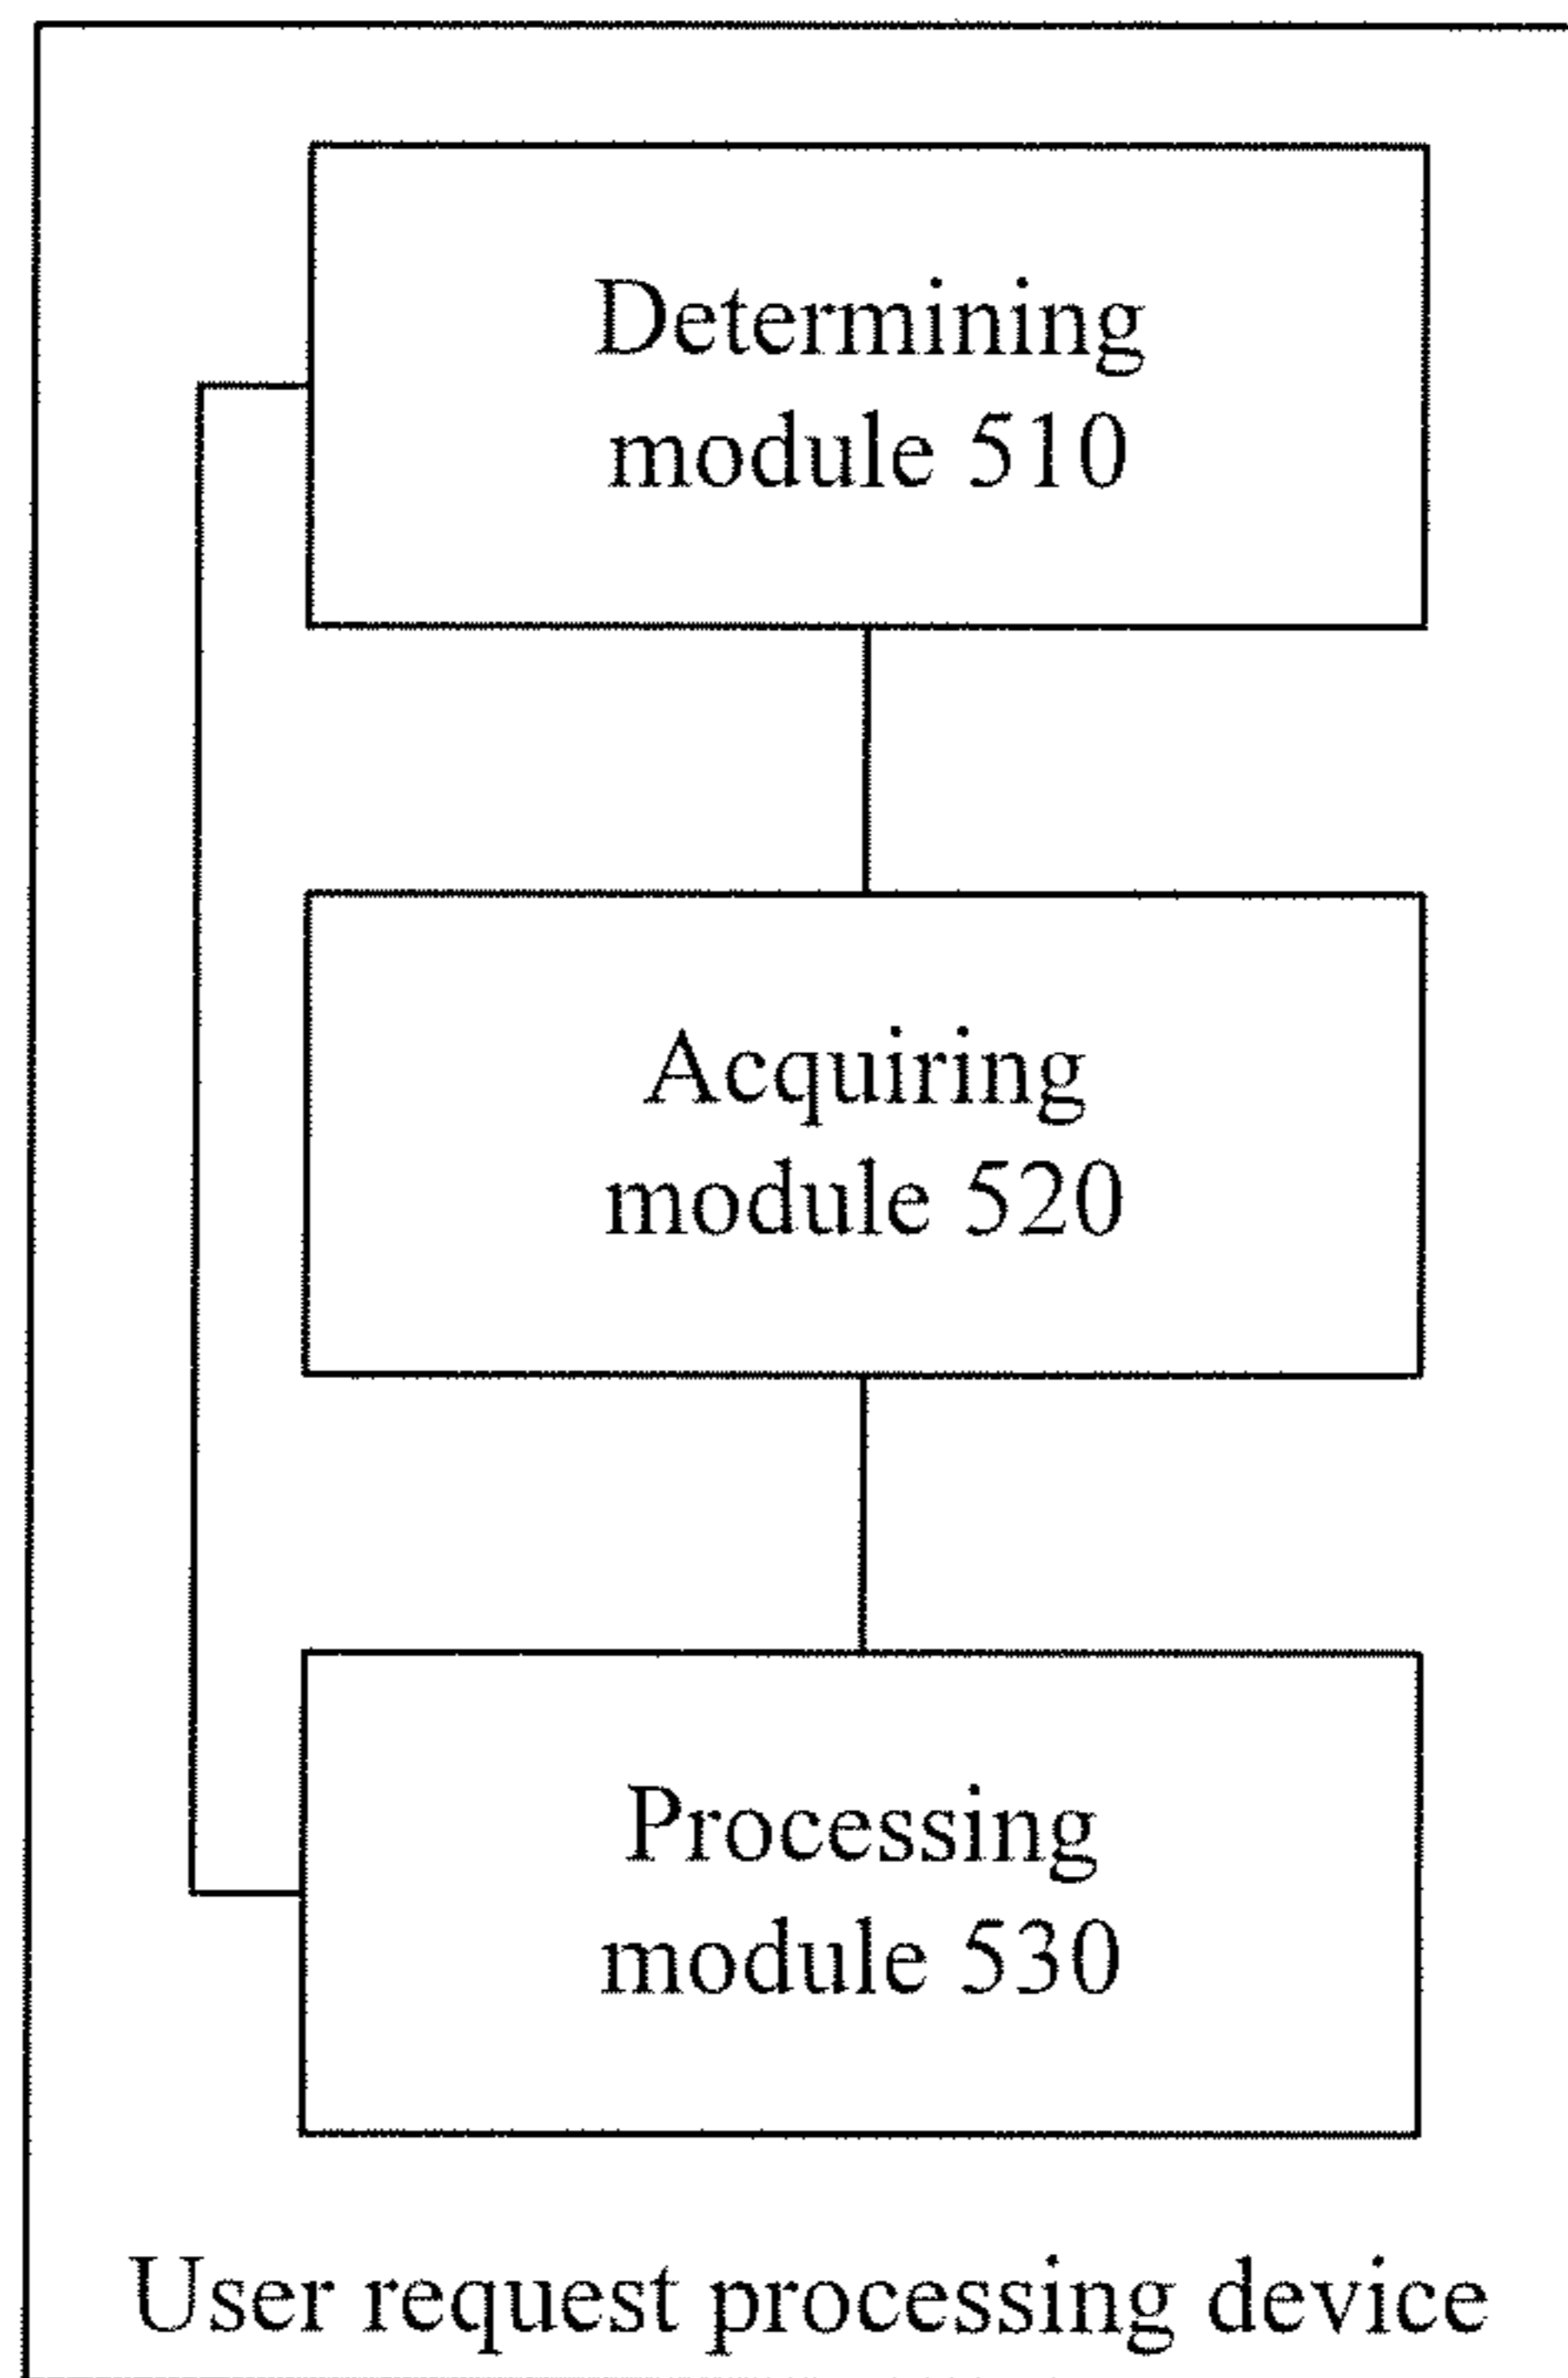 Determining
module 510
Acquiring
module 520
Processing
module 530
User request processing device